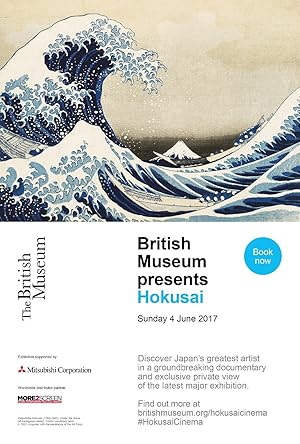 The British
Museum
British
Museum
presents
Hokusai
Sunday 4 June 2017
Book
now
Exhibition supported by
Mitsubishi Corporation
Worldwide distribution partner
MORE2SCREEN
Discover Japan's greatest artist
in a groundbreaking documentary
and exclusive private view
of the latest major exhibition.
Find out more at
britishmuseum.org/hokusaicinema
#HokusaiCinema